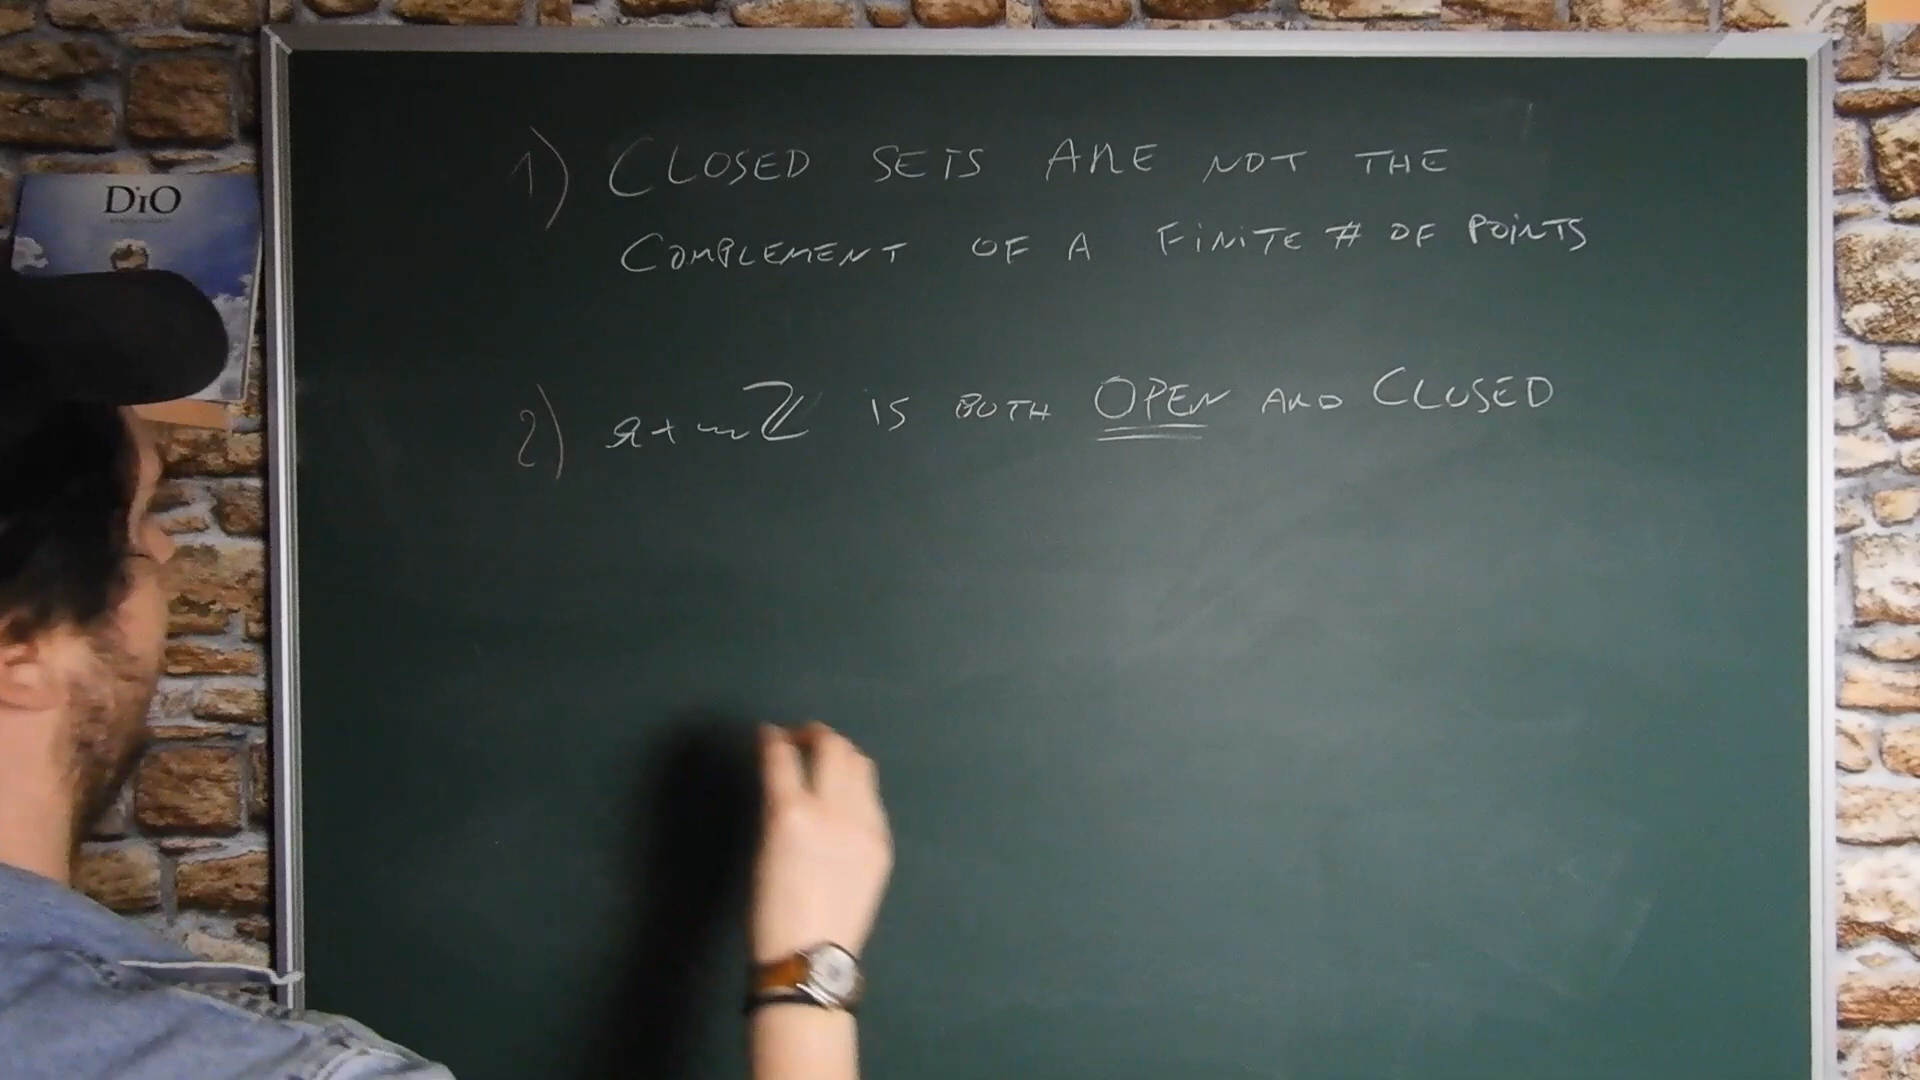 DiO
1) CLOSED SETS ARE NOT THE
COMPLEMENT OF A FINITE # OF POINTS
2) a + mℤ IS BOTH OPEN AND CLOSED